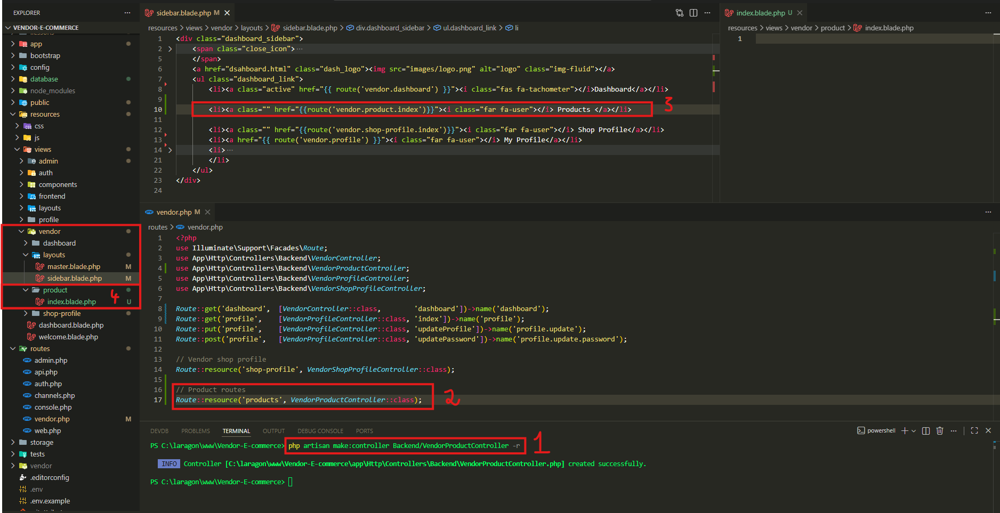 EXPLORER
VENDOR-E-COMMERCE
app
bootstrap
config
database
node_modules
public
resources
css
js
views
admin
auth
components
frontend
layouts
profile
vendor
dashboard
layouts
master.blade.php M
sidebar.blade.php M
product
index.blade.php U
4
shop-profile
dashboard.blade.php
welcome.blade.php
routes
admin.php
api.php
auth.php
channels.php
console.php
vendor.php M
web.php
storage
tests
vendor
.editorconfig
.env
.env.example
sidebar.blade.php M
resources > views > vendor > layouts > sidebar.blade.php > div.dashboard_sidebar > ul.dashboard_link > li
1 <div class="dashboard_sidebar">
2 <span class="close_icon">…
5 </span>
6 <a href="dsahboard.html" class="dash_logo"><img src="images/logo.png" alt="logo" class="img-fluid"></a>
7 <ul class="dashboard_link">
8 <li><a class="active" href="{{ route('vendor.dashboard') }}"><i class="fas fa-tachometer"></i>Dashboard</a></li>
9
10 <li><a class="" href="{{route('vendor.product.index')}}"><i class="far fa-user"></i> Products </a></li>
3
11
12 <li><a class="" href="{{route('vendor.shop-profile.index')}}"><i class="far fa-user"></i> Shop Profile</a></li>
13 <li><a href="{{ route('vendor.profile') }}"><i class="far fa-user"></i> My Profile</a></li>
14 <li>…
21 </li>
22 </ul>
23 </div>
24
index.blade.php U
resources > views > vendor > product > index.blade.php
1
vendor.php M
routes > vendor.php
1 <?php
2 use Illuminate\Support\Facades\Route;
3 use App\Http\Controllers\Backend\VendorController;
4 use App\Http\Controllers\Backend\VendorProductController;
5 use App\Http\Controllers\Backend\VendorProfileController;
6 use App\Http\Controllers\Backend\VendorShopProfileController;
7
8 Route::get('dashboard', [VendorController::class, 'dashboard'])->name('dashboard');
9 Route::get('profile', [VendorProfileController::class, 'index'])->name('profile');
10 Route::put('profile', [VendorProfileController::class, 'updateProfile'])->name('profile.update');
11 Route::post('profile', [VendorProfileController::class, 'updatePassword'])->name('profile.update.password');
12
13 // Vendor shop profile
14 Route::resource('shop-profile', VendorShopProfileController::class);
15
16 // Product routes
17 Route::resource('products', VendorProductController::class);
2
DEVDB PROBLEMS TERMINAL OUTPUT DEBUG CONSOLE PORTS
powershell
PS C:\laragon\www\Vendor-E-commerce> php artisan make:controller Backend/VendorProductController -r
1
INFO Controller [C:\laragon\www\Vendor-E-commerce\app\Http\Controllers\Backend\VendorProductController.php] created successfully.
PS C:\laragon\www\Vendor-E-commerce>